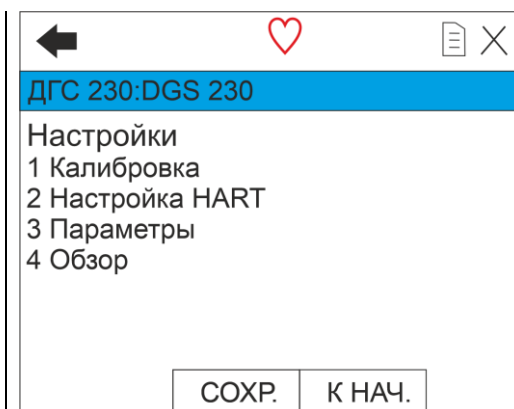 ДГС 230:DGS 230
Настройки
1 Калибровка
2 Настройка HART
3 Параметры
4 Обзор
СОХР. К НАЧ.